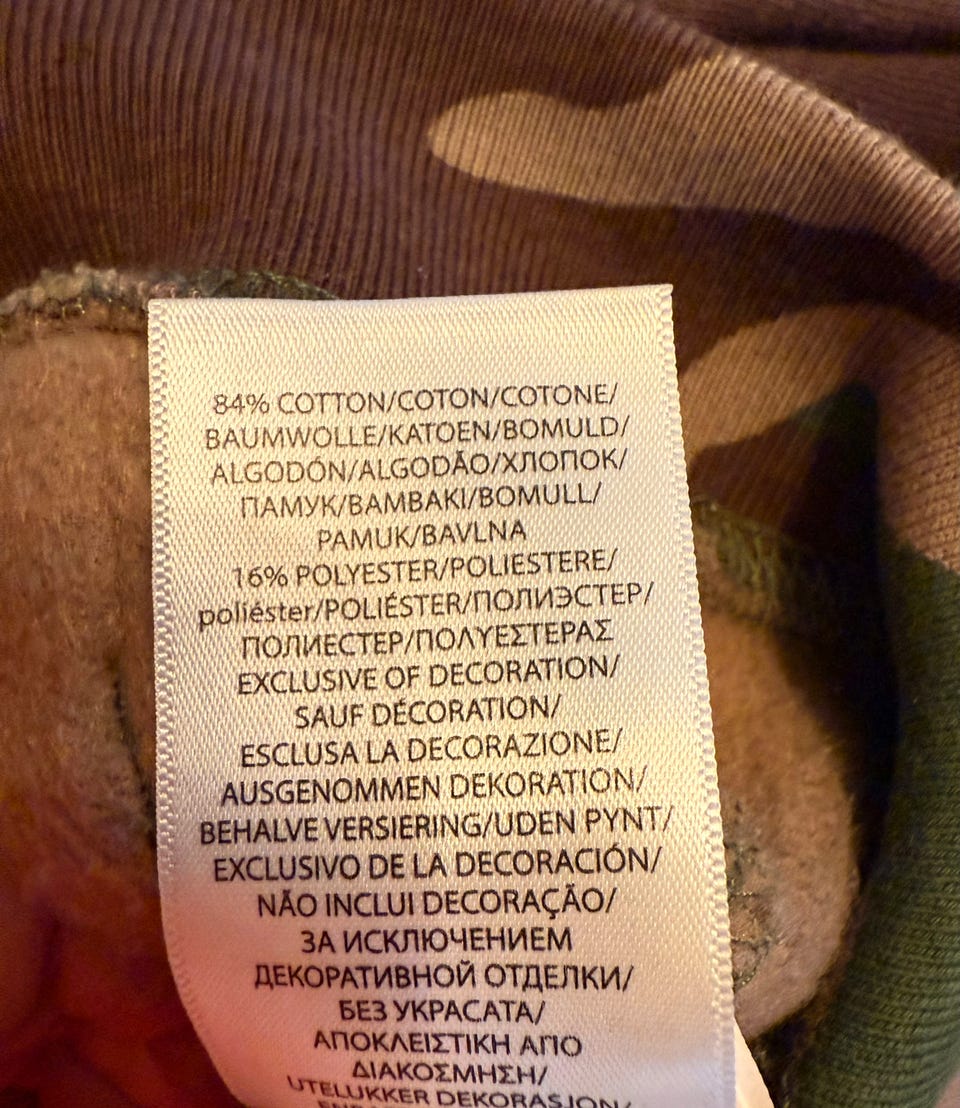 84% COTTON/COTON/COTONE/
BAUMWOLLE/KATOEN/BOMULD/
ALGODÓN/ALGODÃO/ХЛОПОК/
ПАМУК/BAMBAKI/BOMULL/
PAMUK/BAVLNA
16% POLYESTER/POLIESTERE/
poliéster/POLIÉSTER/ПОЛИЭСТЕР/
ПОЛИЕСТЕР/ΠΟΛΥΕΣΤΕΡΑΣ
EXCLUSIVE OF DECORATION/
SAUF DÉCORATION/
ESCLUSA LA DECORAZIONE/
AUSGENOMMEN DEKORATION/
BEHALVE VERSIERING/UDEN PYNT/
EXCLUSIVO DE LA DECORACIÓN/
NÃO INCLUI DECORAÇÃO/
ЗА ИСКЛЮЧЕНИЕМ
ДЕКОРАТИВНОЙ ОТДЕЛКИ/
БЕЗ УКРАСАТА/
ΑΠΟΚΛΕΙΣΤΙΚΗ ΑΠΟ
ΔΙΑΚΟΣΜΗΣΗ/
UTELUKKER DEKORASJON/